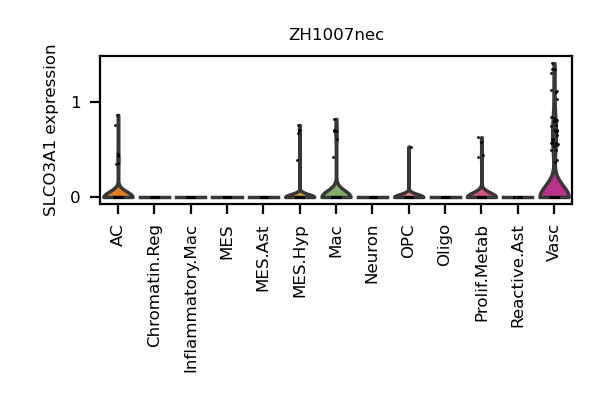 ZH1007nec
SLCO3A1 expression
1
0
AC
Chromatin.Reg
Inflammatory.Mac
MES
MES.Ast
MES.Hyp
Mac
Neuron
OPC
Oligo
Prolif.Metab
Reactive.Ast
Vasc